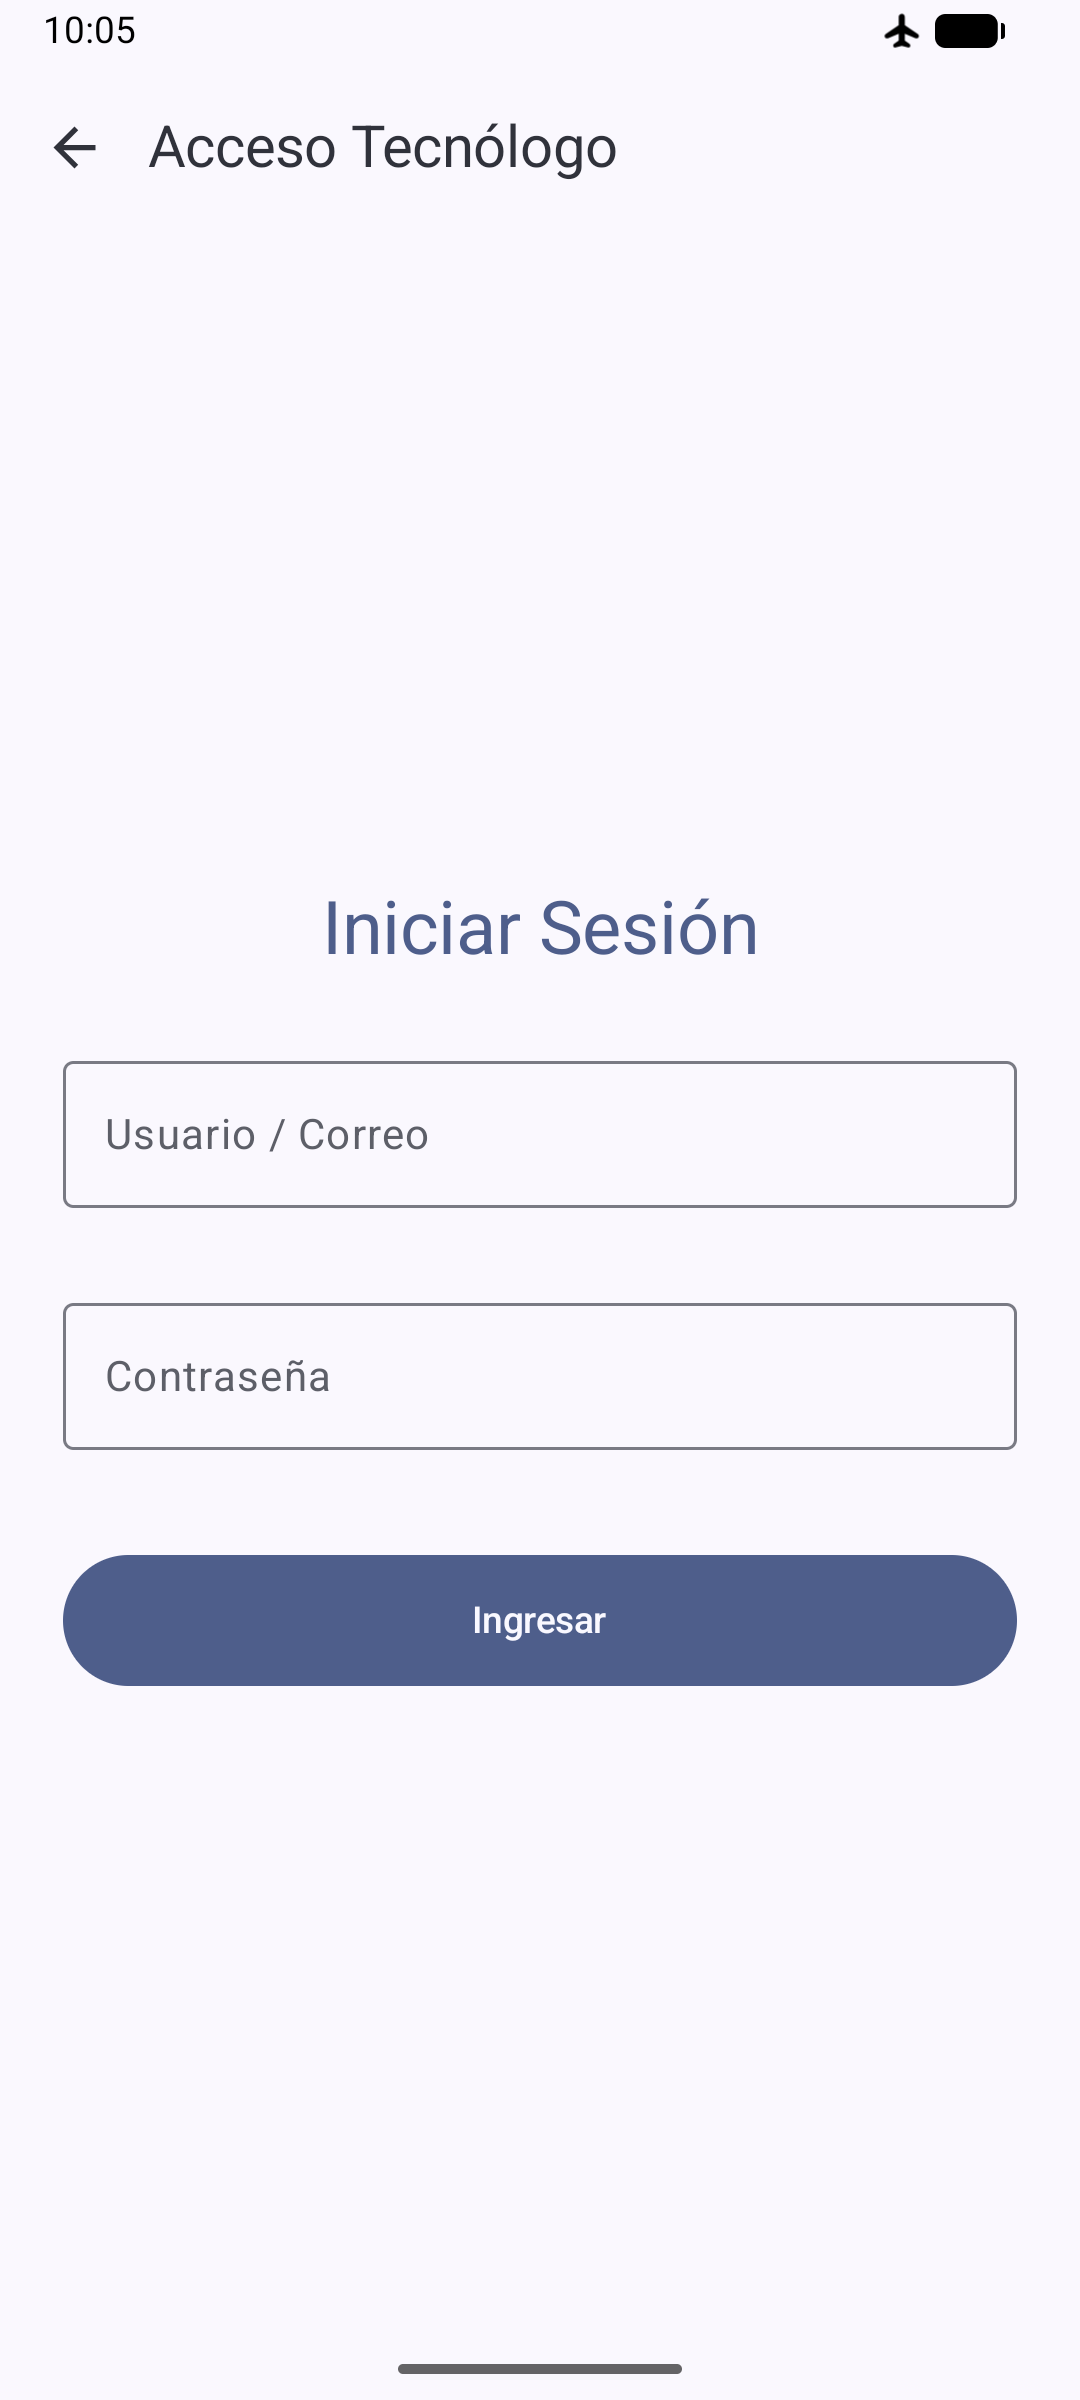 10:05
Acceso Tecnólogo
Iniciar Sesión
Usuario / Correo
Contraseña
Ingresar